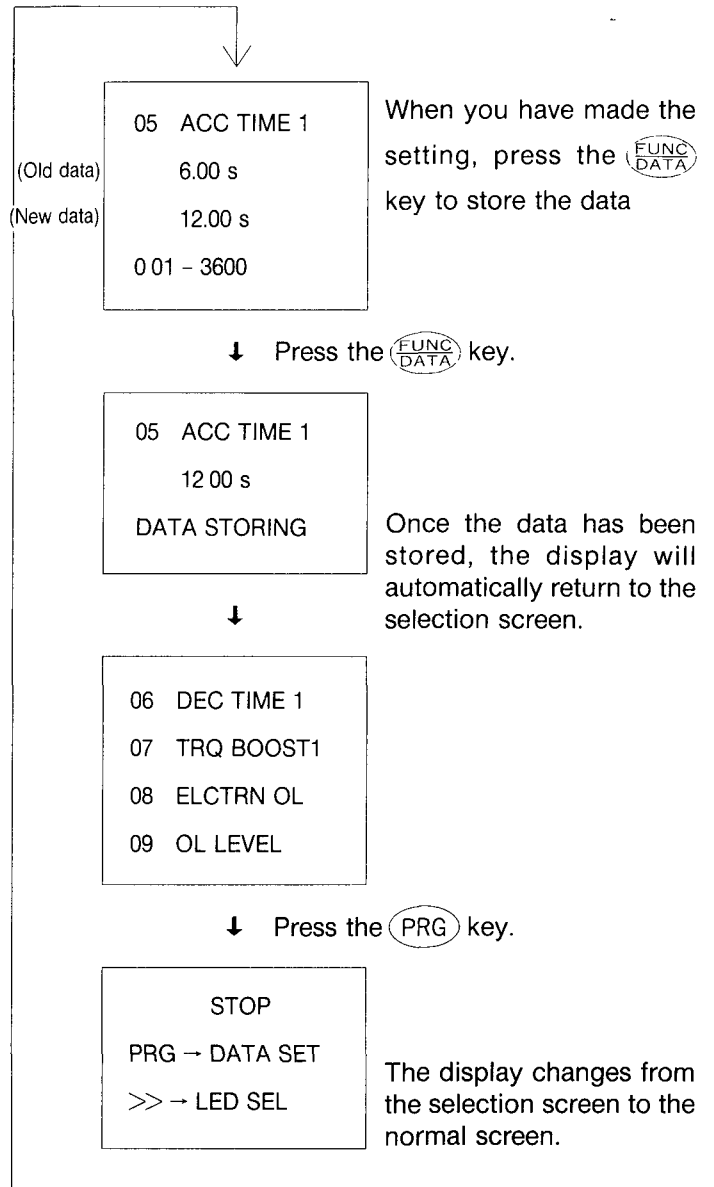 05 ACC TIME 1
(Old data) 6.00 s
(New data) 12.00 s
0 01 – 3600
When you have made the
setting, press the FUNC
DATA
key to store the data
↓ Press the FUNC
DATA key.
05 ACC TIME 1
12 00 s
DATA STORING
Once the data has been
stored, the display will
automatically return to the
selection screen.
↓
06 DEC TIME 1
07 TRQ BOOST1
08 ELCTRN OL
09 OL LEVEL
↓ Press the PRG key.
STOP
PRG → DATA SET
>> → LED SEL
The display changes from
the selection screen to the
normal screen.